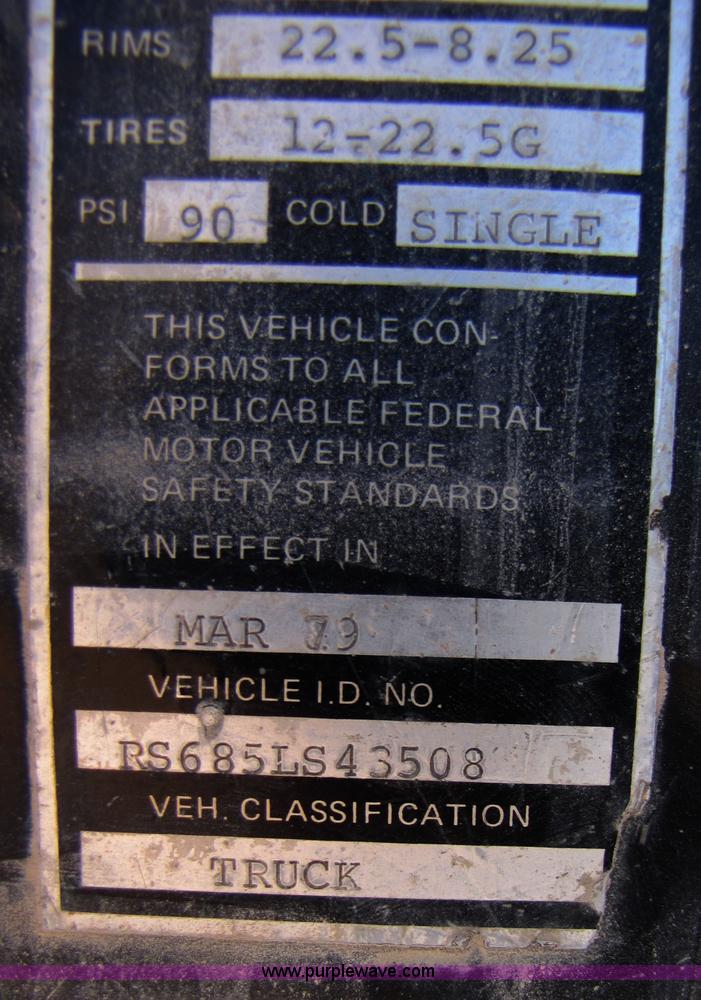 RIMS 22.5-8.25
TIRES 12-22.5G
PSI 90 COLD SINGLE
THIS VEHICLE CON-
FORMS TO ALL
APPLICABLE FEDERAL
MOTOR VEHICLE
SAFETY STANDARDS
IN EFFECT IN
MAR 79
VEHICLE I.D. NO.
RS685LS43508
VEH. CLASSIFICATION
TRUCK
www.purplewave.com